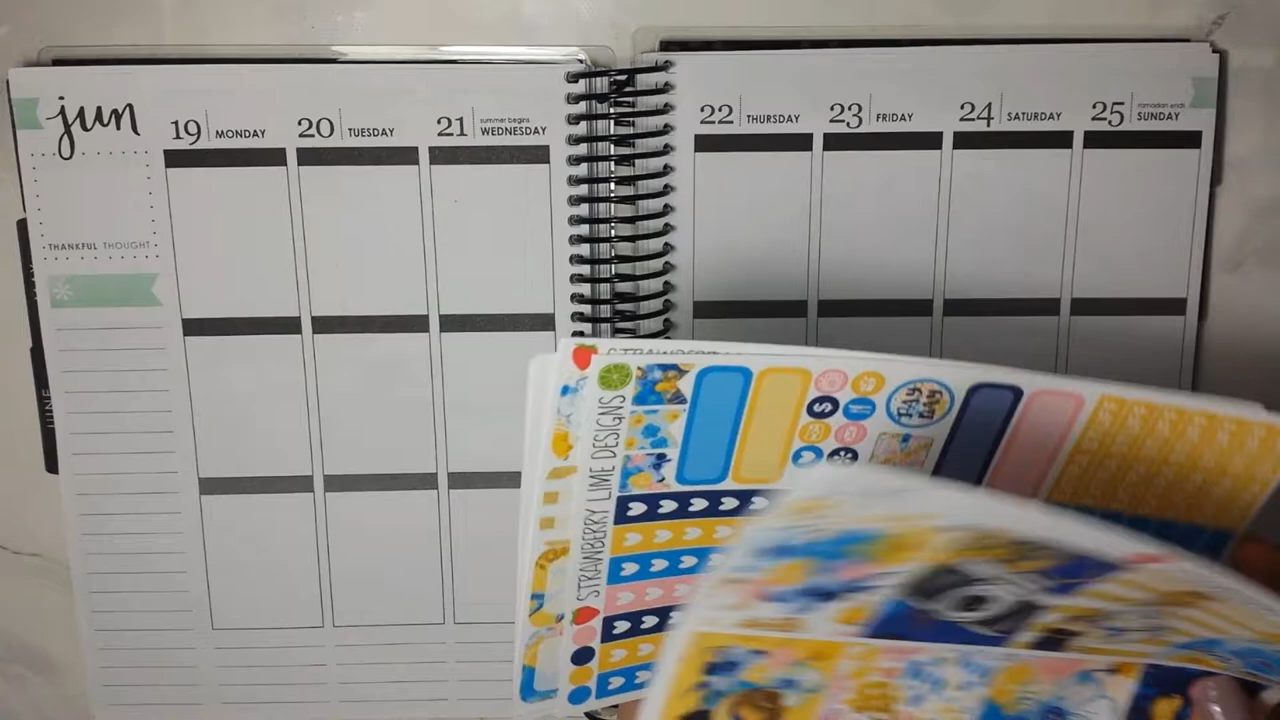 jun
19 MONDAY
20 TUESDAY
21 summer begins WEDNESDAY
22 THURSDAY
23 FRIDAY
24 SATURDAY
25 ramadan ends SUNDAY
THANKFUL THOUGHT
JUNE
STRAWBERRY LIME DESIGNS
PAY DAY
$